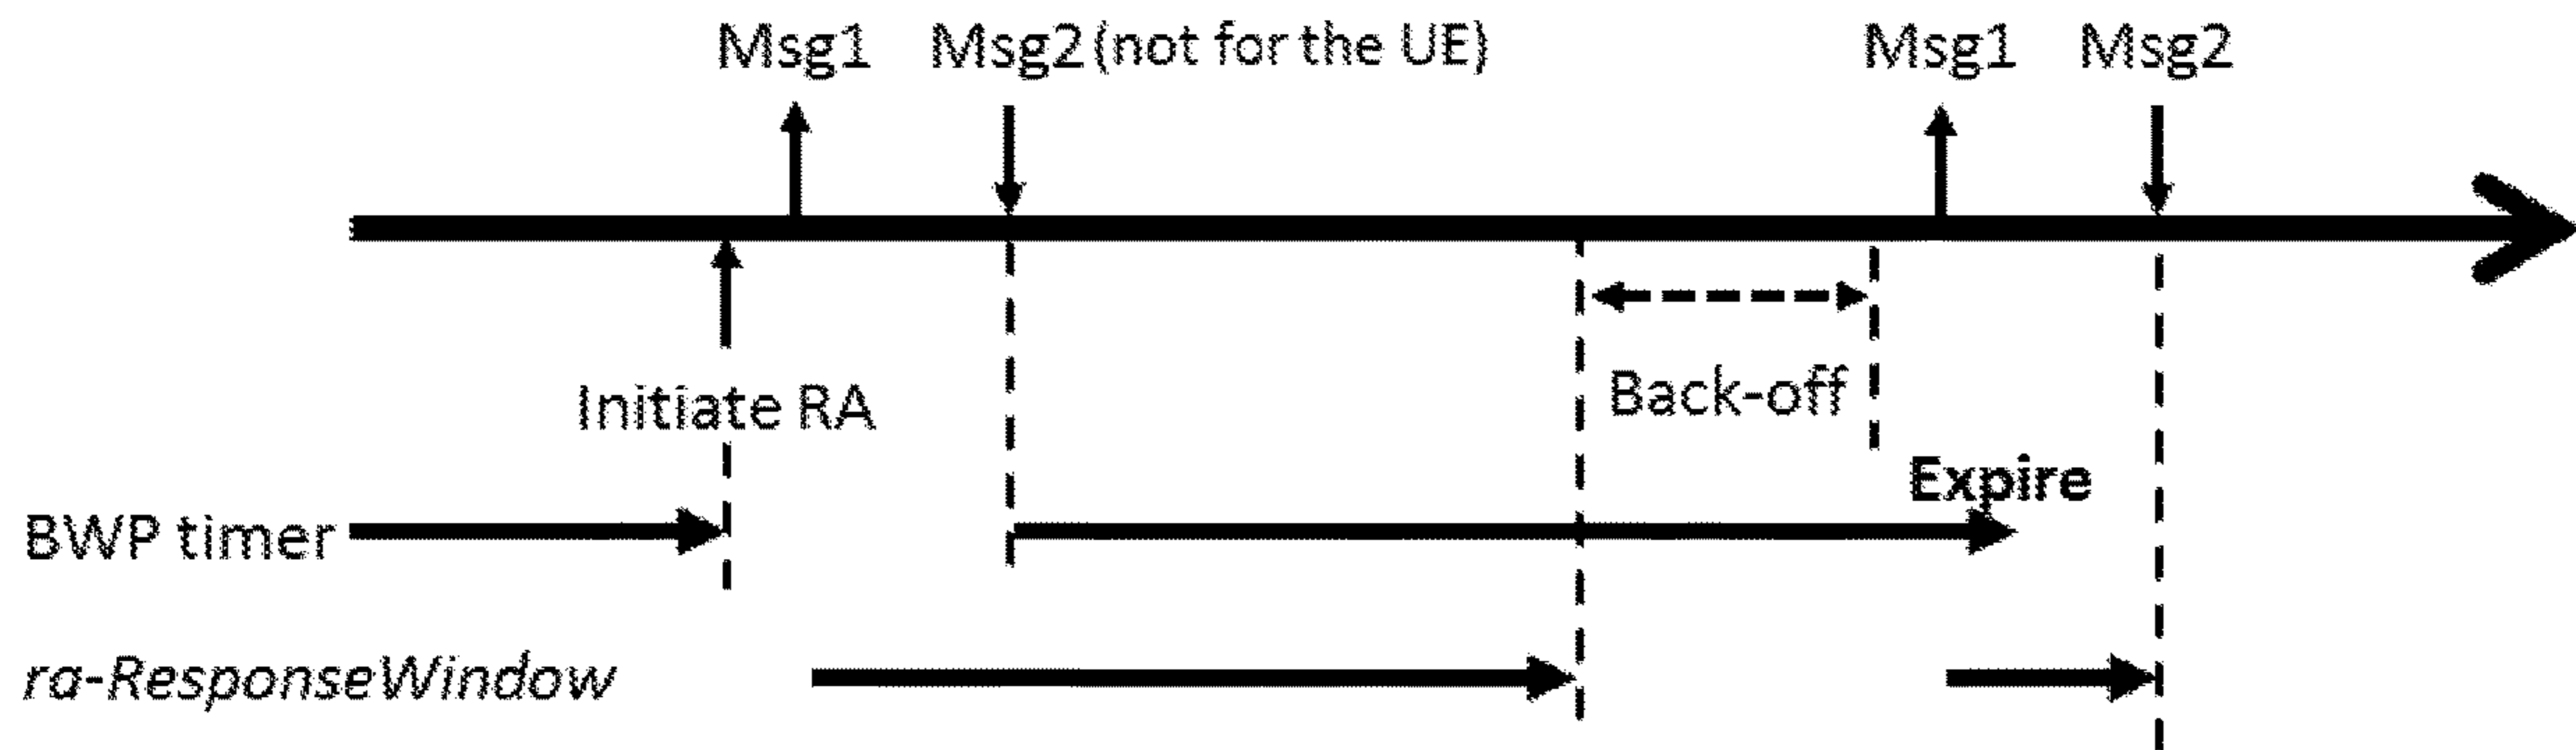 Msg1 Msg2 (not for the UE) Msg1 Msg2
Initiate RA
Back-off
Expire
BWP timer
ra-ResponseWindow